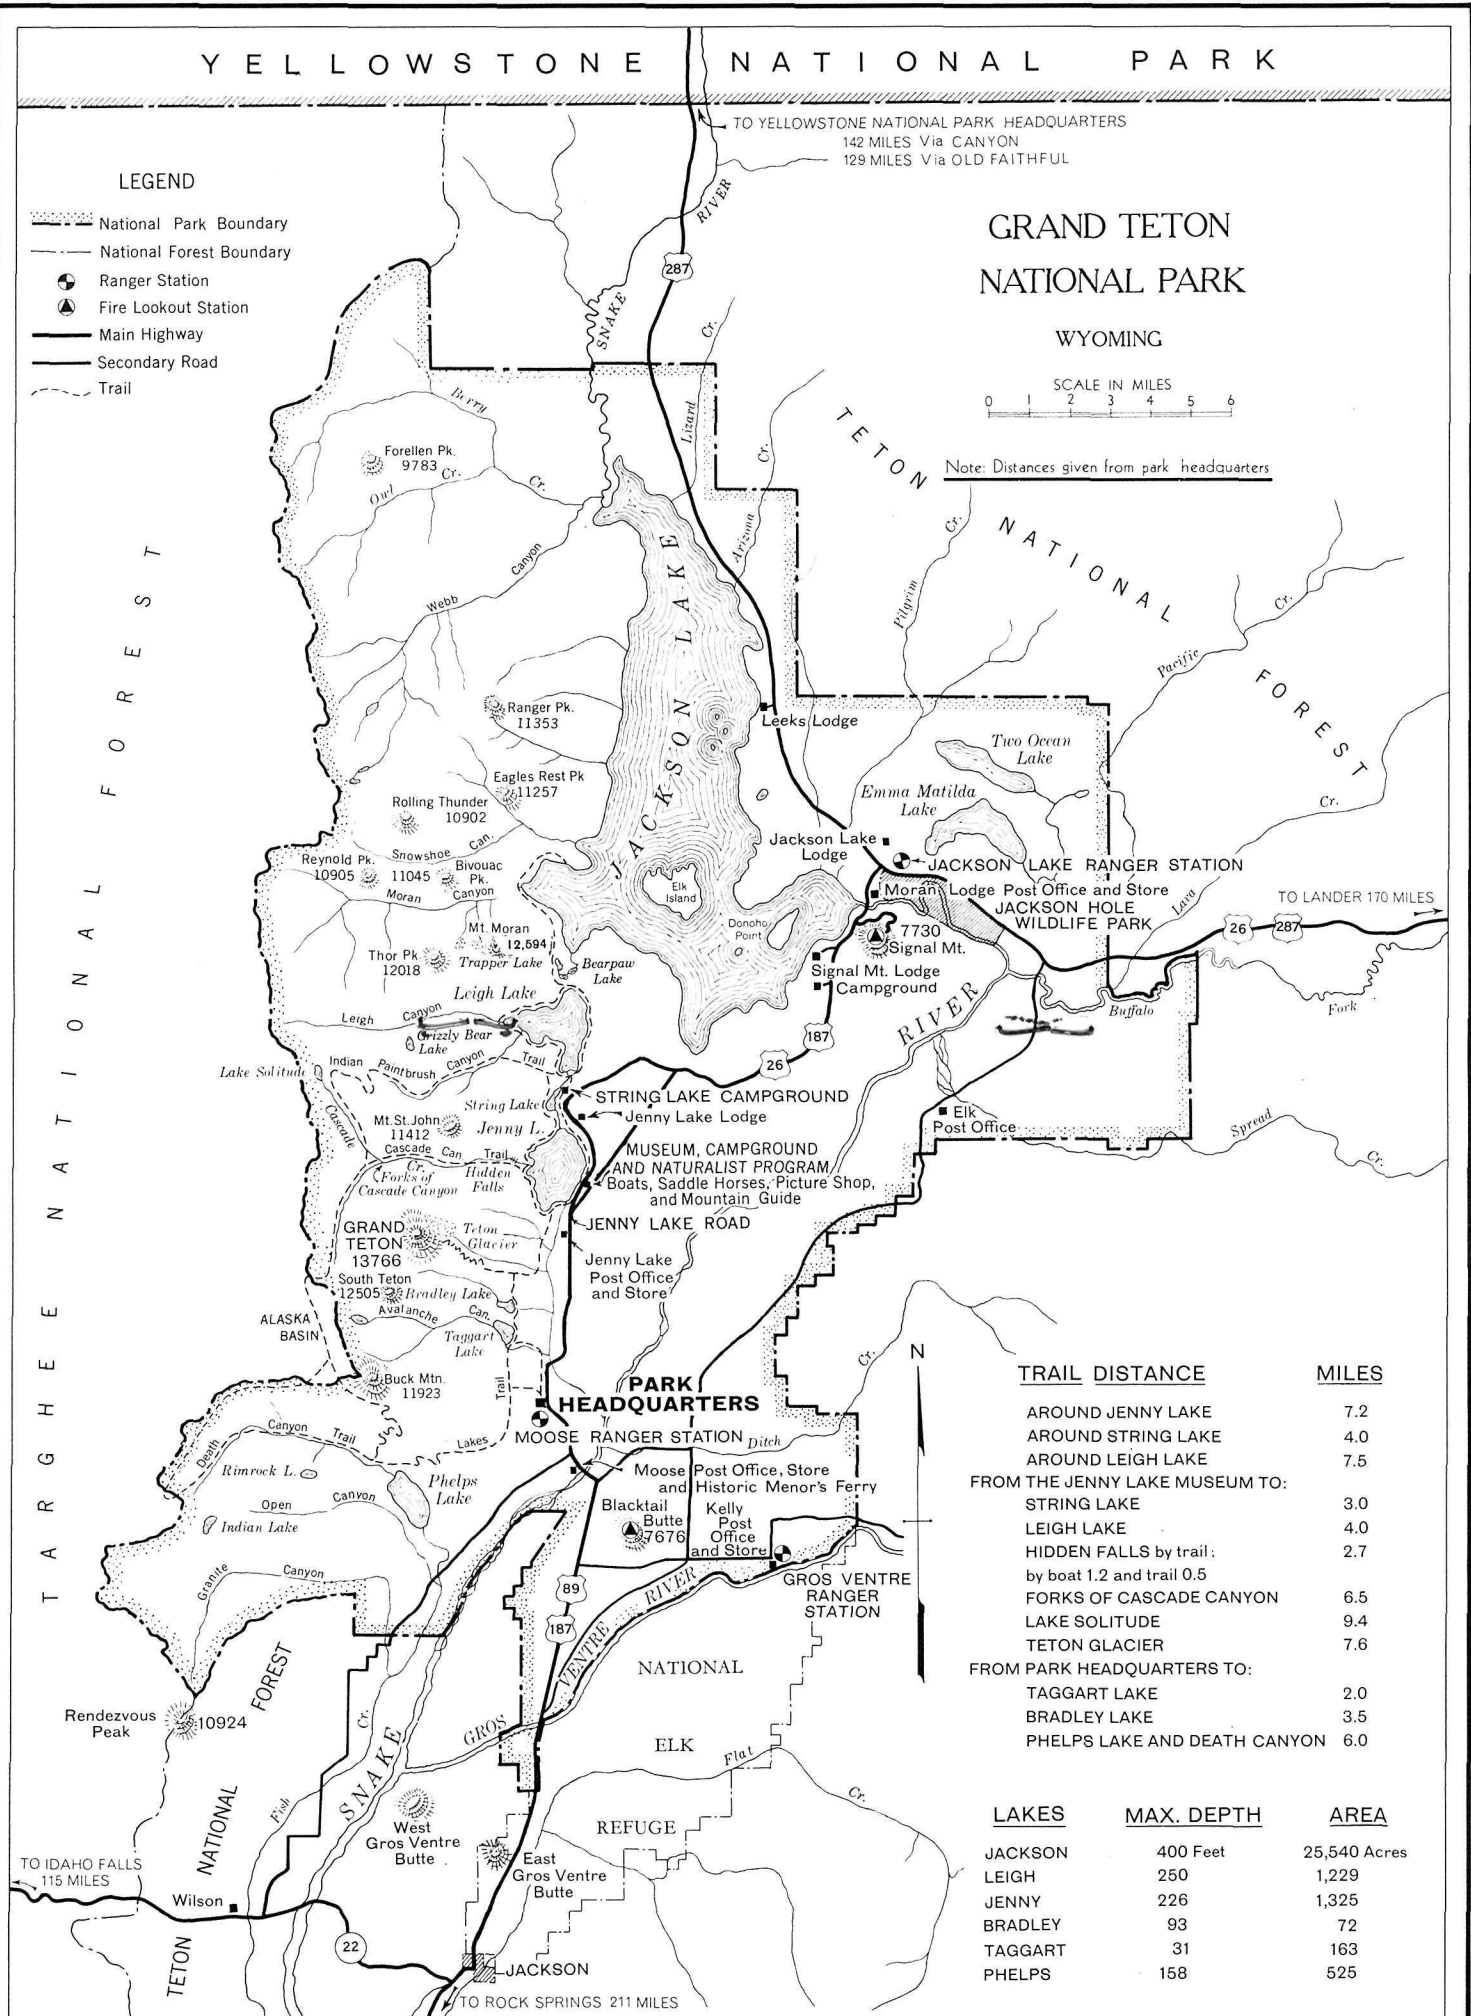 YELLOWSTONE NATIONAL PARK
TO YELLOWSTONE NATIONAL PARK HEADQUARTERS
142 MILES Via CANYON
129 MILES Via OLD FAITHFUL
LEGEND
National Park Boundary
National Forest Boundary
Ranger Station
Fire Lookout Station
Main Highway
Secondary Road
Trail
GRAND TETON
NATIONAL PARK
WYOMING
SCALE IN MILES
0 1 2 3 4 5 6
Note: Distances given from park headquarters
RIVER
287
SNAKE
Cr.
Lizard
Berry
Cr.
Forellen Pk.
9783
Owl
Cr.
Cr.
Arizona
TETON NATIONAL FOREST
Cr.
Pilgrim
Cr.
Pacific
Cr.
Canyon
Webb
JACKSON LAKE
TARGHEE NATIONAL FOREST
Ranger Pk.
11353
Leeks Lodge
Two Ocean
Lake
Eagles Rest Pk
11257
Emma Matilda
Lake
Rolling Thunder
10902
Snowshoe
Can.
Jackson Lake
Lodge
Reynold Pk.
10905
11045
Bivouac
Pk.
JACKSON LAKE RANGER STATION
Moran
Canyon
Elk
Island
Moran Lodge Post Office and Store
JACKSON HOLE
WILDLIFE PARK
Lava
TO LANDER 170 MILES
26
287
Mt. Moran
12,594
Donoho
Point
7730
Signal Mt.
Thor Pk
12018
Trapper Lake
Bearpaw
Lake
Signal Mt. Lodge
Campground
Leigh Lake
Leigh
Canyon
Grizzly Bear
Lake
187
RIVER
Buffalo
Fork
Indian
Paintbrush
Canyon
Trail
Lake Solitude
26
STRING LAKE CAMPGROUND
String Lake
Jenny Lake Lodge
Elk
Post Office
Spread
Cr.
Cascade
Mt. St. John
11412
Jenny L.
Cascade Can. Trail
Cr.
Forks of
Cascade Canyon
Hidden
Falls
MUSEUM, CAMPGROUND
AND NATURALIST PROGRAM
Boats, Saddle Horses, Picture Shop,
and Mountain Guide
JENNY LAKE ROAD
GRAND
TETON
13766
Teton
Glacier
Jenny Lake
Post Office
and Store
South Teton
12505
Bradley Lake
ALASKA
BASIN
Avalanche
Can.
Taggart
Lake
Buck Mtn.
11923
Trail
Lakes
PARK
HEADQUARTERS
MOOSE RANGER STATION
Ditch
Cr.
N
Death
Canyon
Trail
Rimrock L.
Phelps
Lake
Moose Post Office, Store
and Historic Menor's Ferry
Open
Canyon
Indian Lake
Blacktail
Butte
7676
Kelly
Post
Office
and Store
Granite
Canyon
89
187
RIVER
VENTRE
GROS
GROS VENTRE
RANGER
STATION
NATIONAL
ELK
REFUGE
Flat
Cr.
Rendezvous
Peak
10924
TETON NATIONAL FOREST
Cr.
Fish
SNAKE
West
Gros Ventre
Butte
East
Gros Ventre
Butte
TO IDAHO FALLS
115 MILES
Wilson
22
JACKSON
TO ROCK SPRINGS 211 MILES
TRAIL DISTANCE MILES
AROUND JENNY LAKE 7.2
AROUND STRING LAKE 4.0
AROUND LEIGH LAKE 7.5
FROM THE JENNY LAKE MUSEUM TO:
STRING LAKE 3.0
LEIGH LAKE 4.0
HIDDEN FALLS by trail; 2.7
by boat 1.2 and trail 0.5
FORKS OF CASCADE CANYON 6.5
LAKE SOLITUDE 9.4
TETON GLACIER 7.6
FROM PARK HEADQUARTERS TO:
TAGGART LAKE 2.0
BRADLEY LAKE 3.5
PHELPS LAKE AND DEATH CANYON 6.0
LAKES MAX. DEPTH AREA
JACKSON 400 Feet 25,540 Acres
LEIGH 250 1,229
JENNY 226 1,325
BRADLEY 93 72
TAGGART 31 163
PHELPS 158 525